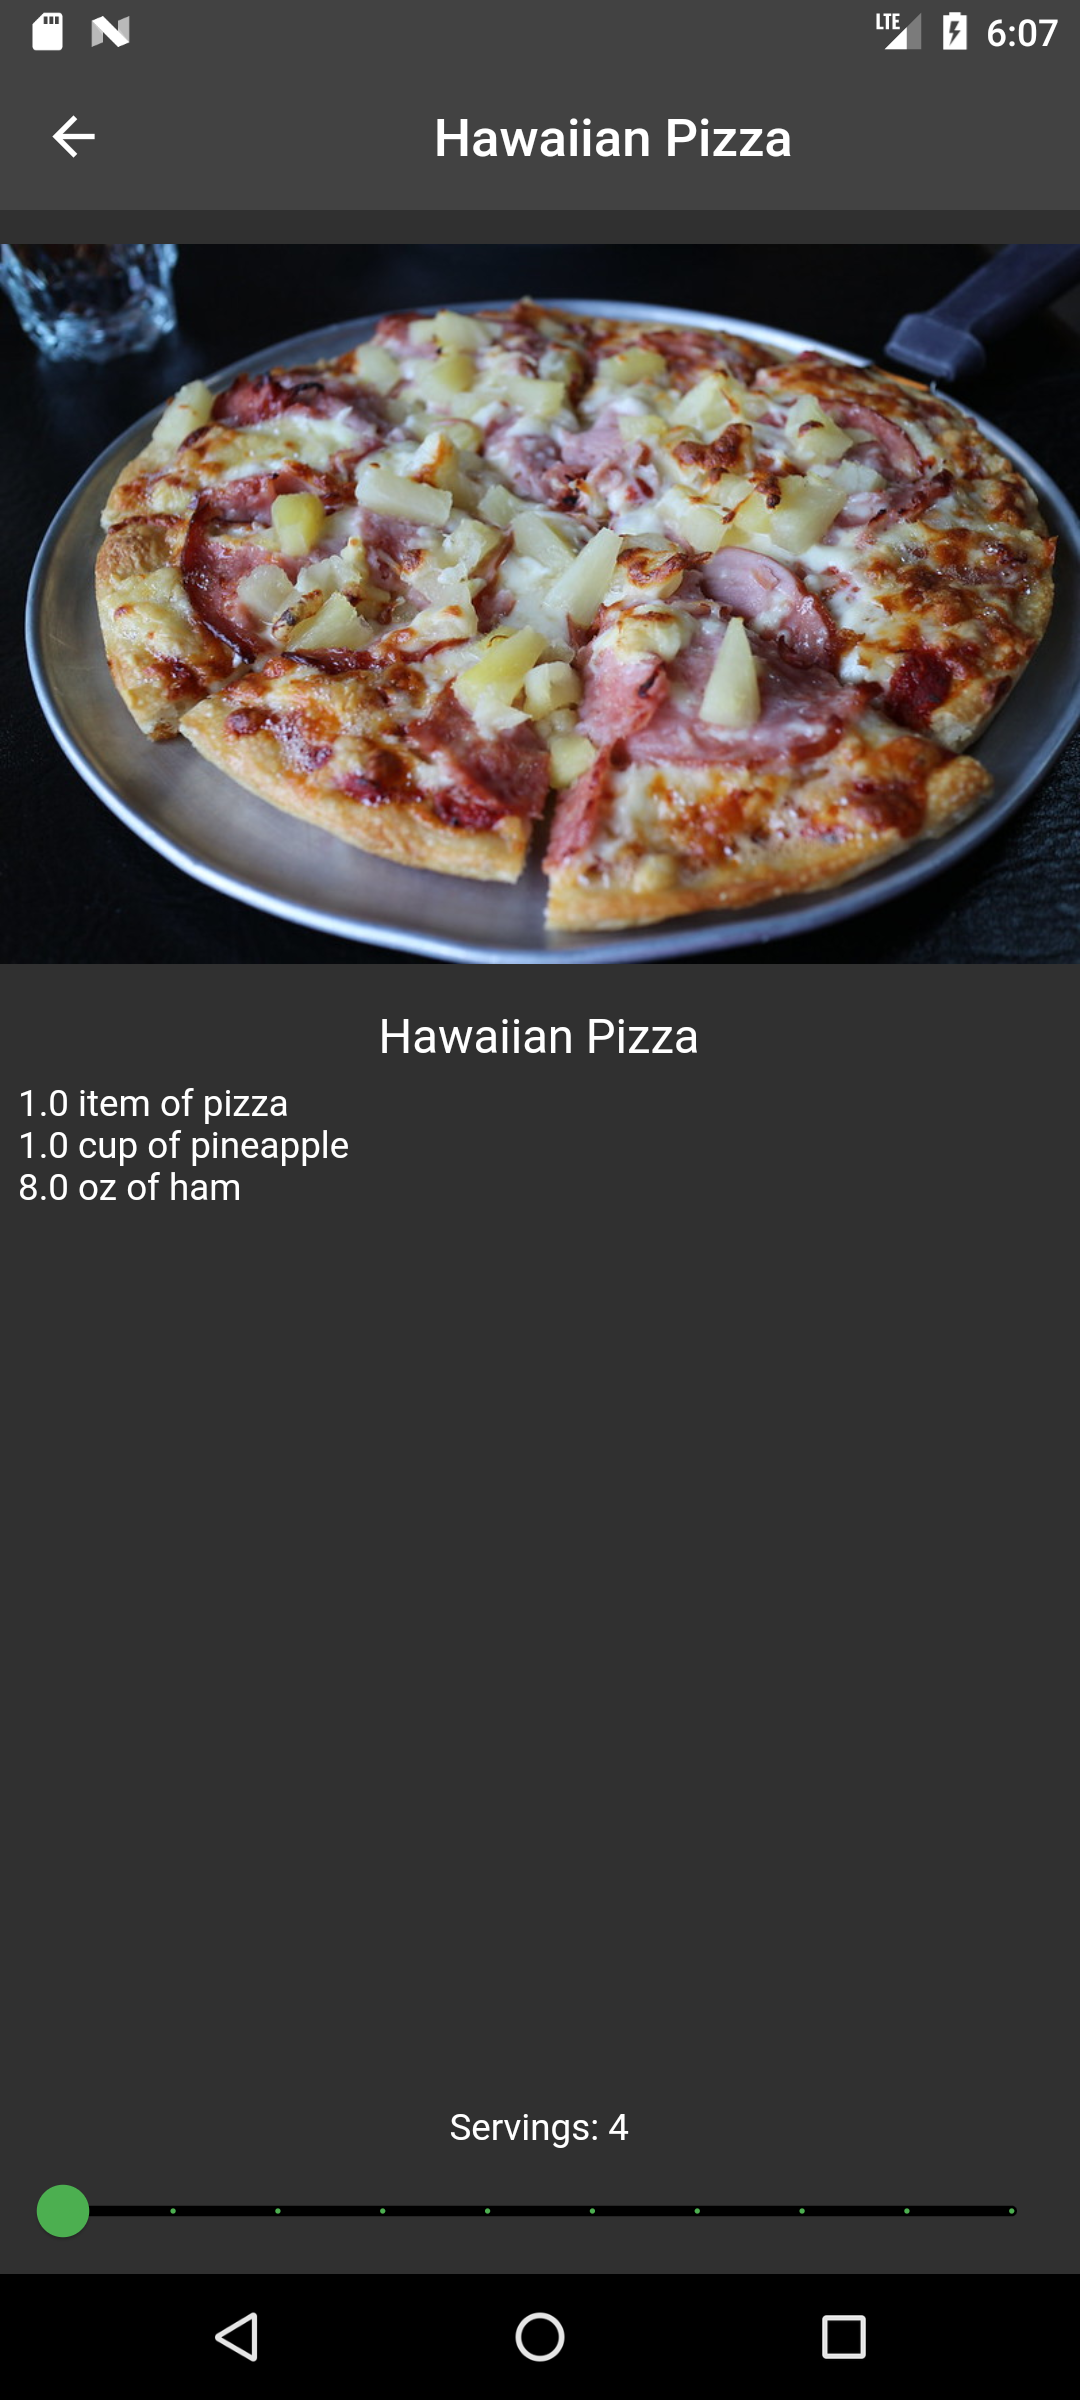 LTE 6:07
Hawaiian Pizza
Hawaiian Pizza
1.0 item of pizza
1.0 cup of pineapple
8.0 oz of ham
Servings: 4